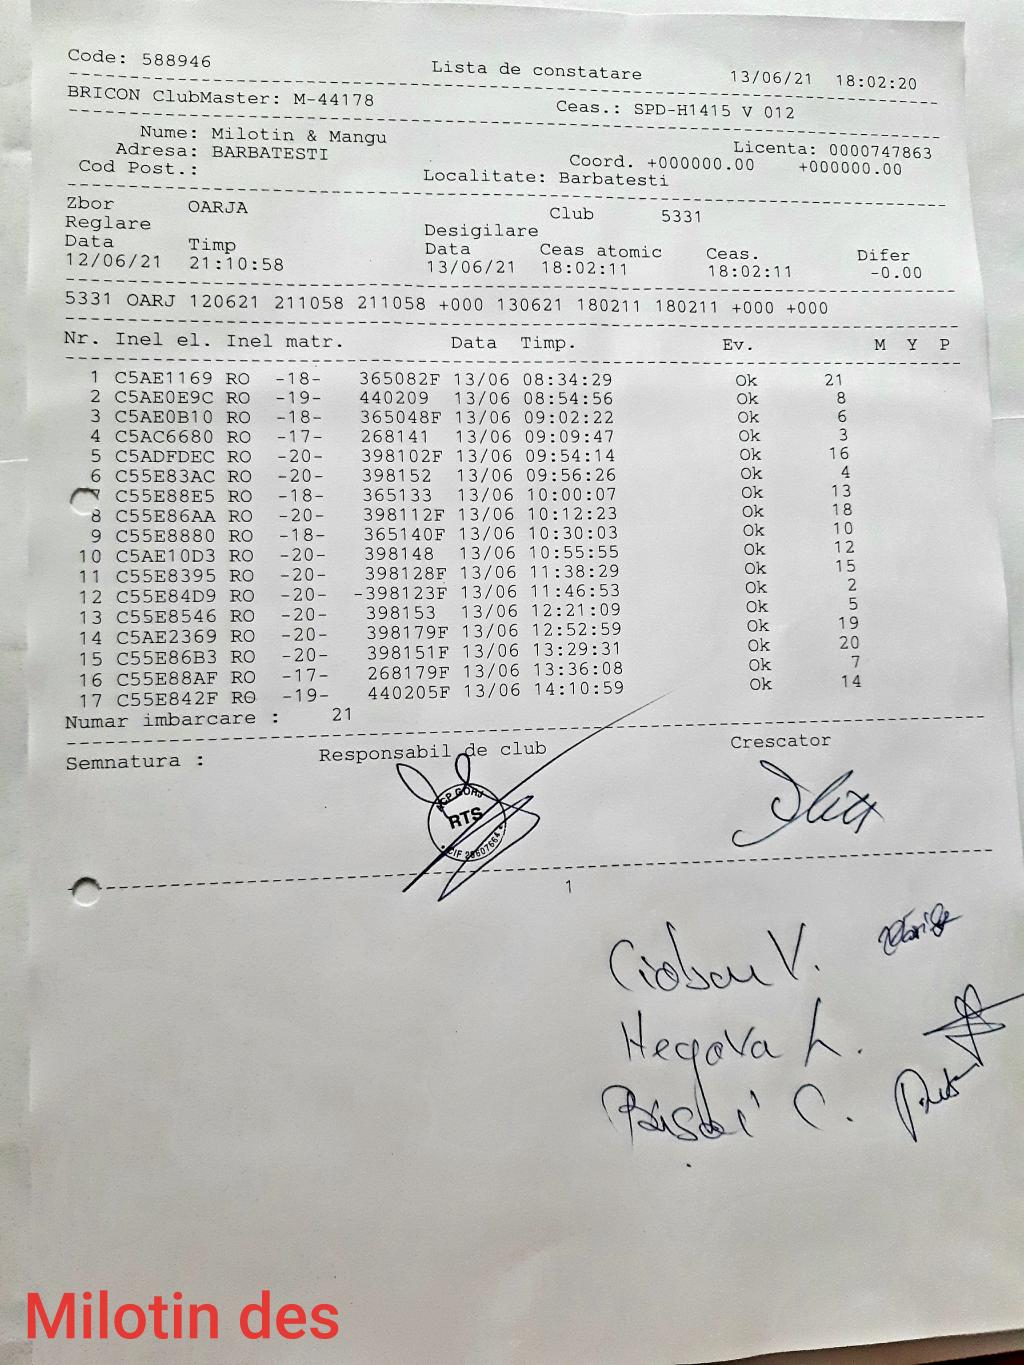 Code: 588946 Lista de constatare 13/06/21 18:02:20
BRICON ClubMaster: M-44178 Ceas.: SPD-H1415 V 012
Nume: Milotin & Mangu Licenta: 0000747863
Adresa: BARBATESTI Coord. +000000.00 +000000.00
Cod Post.: Localitate: Barbatesti
Zbor OARJA Club 5331
Reglare Desigilare
Data Timp Data Ceas atomic Ceas. Difer
12/06/21 21:10:58 13/06/21 18:02:11 18:02:11 -0.00
5331 OARJ 120621 211058 211058 +000 130621 180211 180211 +000 +000
Nr. Inel el. Inel matr. Data Timp. Ev. M Y P
1 C5AE1169 RO -18- 365082F 13/06 08:34:29 Ok 21
2 C5AE0E9C RO -19- 440209 13/06 08:54:56 Ok 8
3 C5AE0B10 RO -18- 365048F 13/06 09:02:22 Ok 6
4 C5AC6680 RO -17- 268141 13/06 09:09:47 Ok 3
5 C5ADFDEC RO -20- 398102F 13/06 09:54:14 Ok 16
6 C55E83AC RO -20- 398152 13/06 09:56:26 Ok 4
7 C55E88E5 RO -18- 365133 13/06 10:00:07 Ok 13
8 C55E86AA RO -20- 398112F 13/06 10:12:23 Ok 18
9 C55E8880 RO -18- 365140F 13/06 10:30:03 Ok 10
10 C5AE10D3 RO -20- 398148 13/06 10:55:55 Ok 12
11 C55E8395 RO -20- 398128F 13/06 11:38:29 Ok 15
12 C55E84D9 RO -20- -398123F 13/06 11:46:53 Ok 2
13 C55E8546 RO -20- 398153 13/06 12:21:09 Ok 5
14 C5AE2369 RO -20- 398179F 13/06 12:52:59 Ok 19
15 C55E86B3 RO -20- 398151F 13/06 13:29:31 Ok 20
16 C55E88AF RO -17- 268179F 13/06 13:36:08 Ok 7
17 C55E842F RO -19- 440205F 13/06 14:10:59 Ok 14
Numar imbarcare : 21
Semnatura : Responsabil de club Crescator
GORJ
RTS
CIF 28607664
1
Ciobanu V.
Hegova L.
Milotin des